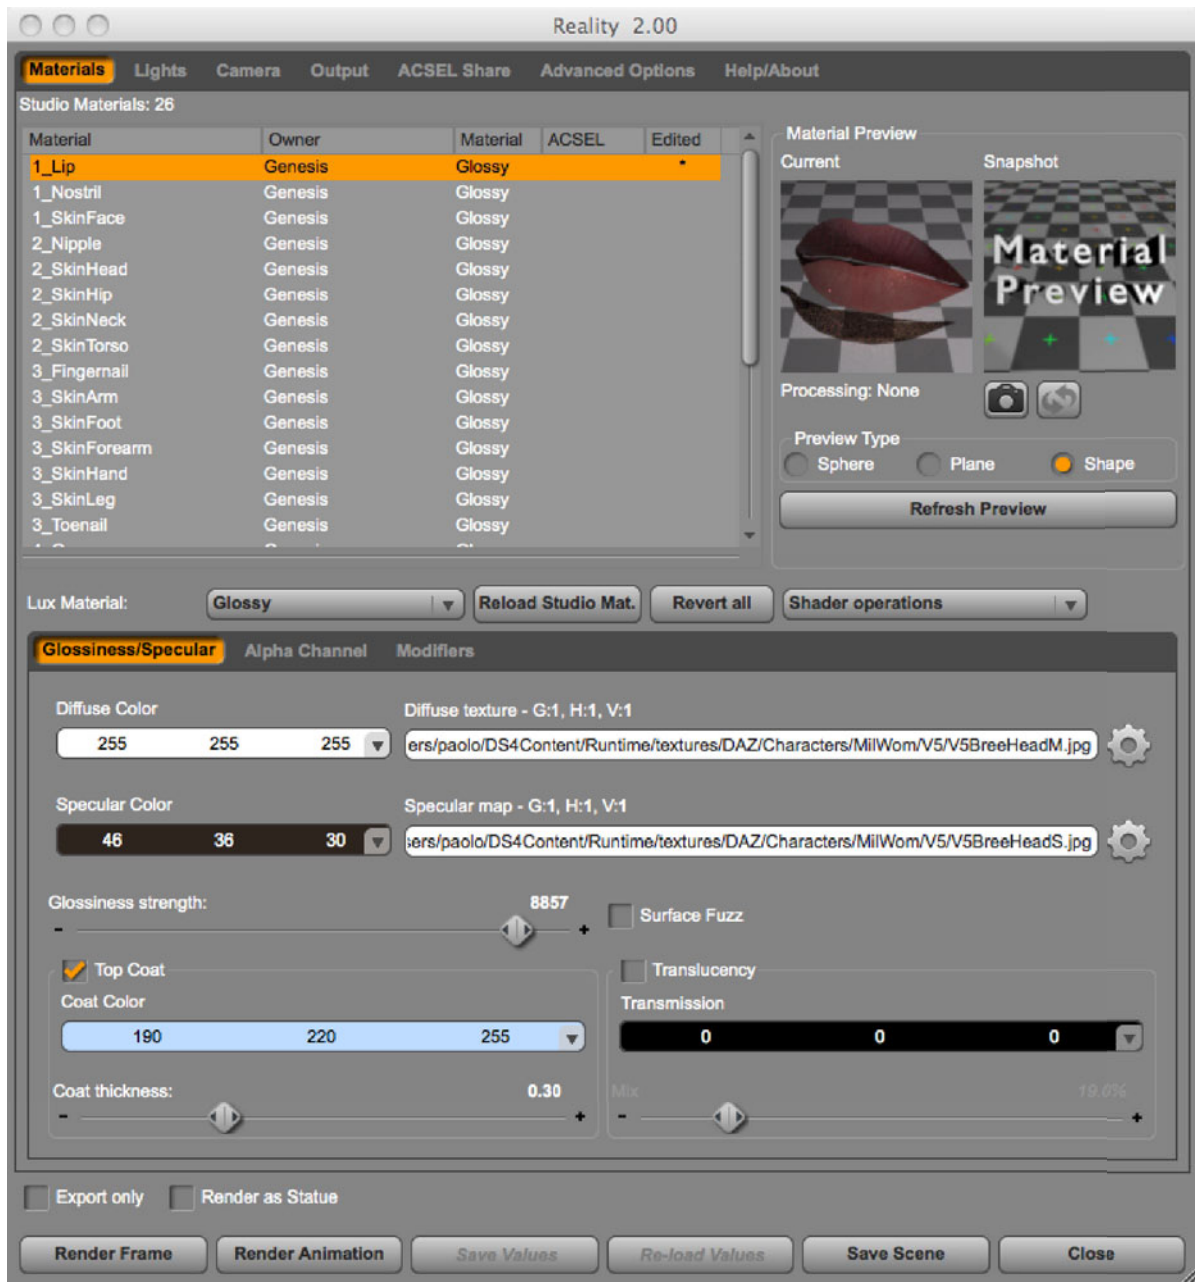 Reality 2.00
Materials Lights Camera Output ACSEL Share Advanced Options Help/About
Studio Materials: 26
Material Owner Material ACSEL Edited
1_Lip Genesis Glossy *
1_Nostril Genesis Glossy
1_SkinFace Genesis Glossy
2_Nipple Genesis Glossy
2_SkinHead Genesis Glossy
2_SkinHip Genesis Glossy
2_SkinNeck Genesis Glossy
2_SkinTorso Genesis Glossy
3_Fingernail Genesis Glossy
3_SkinArm Genesis Glossy
3_SkinFoot Genesis Glossy
3_SkinForearm Genesis Glossy
3_SkinHand Genesis Glossy
3_SkinLeg Genesis Glossy
3_Toenail Genesis Glossy
Material Preview
Current Snapshot
Material
Preview
Processing: None
Preview Type
Sphere Plane Shape
Refresh Preview
Lux Material: Glossy Reload Studio Mat. Revert all Shader operations
Glossiness/Specular Alpha Channel Modifiers
Diffuse Color Diffuse texture - G:1, H:1, V:1
255 255 255 ers/paolo/DS4Content/Runtime/textures/DAZ/Characters/MilWom/V5/V5BreeHeadM.jpg
Specular Color Specular map - G:1, H:1, V:1
46 36 30 sers/paolo/DS4Content/Runtime/textures/DAZ/Characters/MilWom/V5/V5BreeHeadS.jpg
Glossiness strength: 8857 Surface Fuzz
- +
Top Coat Translucency
Coat Color Transmission
190 220 255 0 0 0
Coat thickness: 0.30 Mix 19.0%
- + - +
Export only Render as Statue
Render Frame Render Animation Save Values Re-load Values Save Scene Close